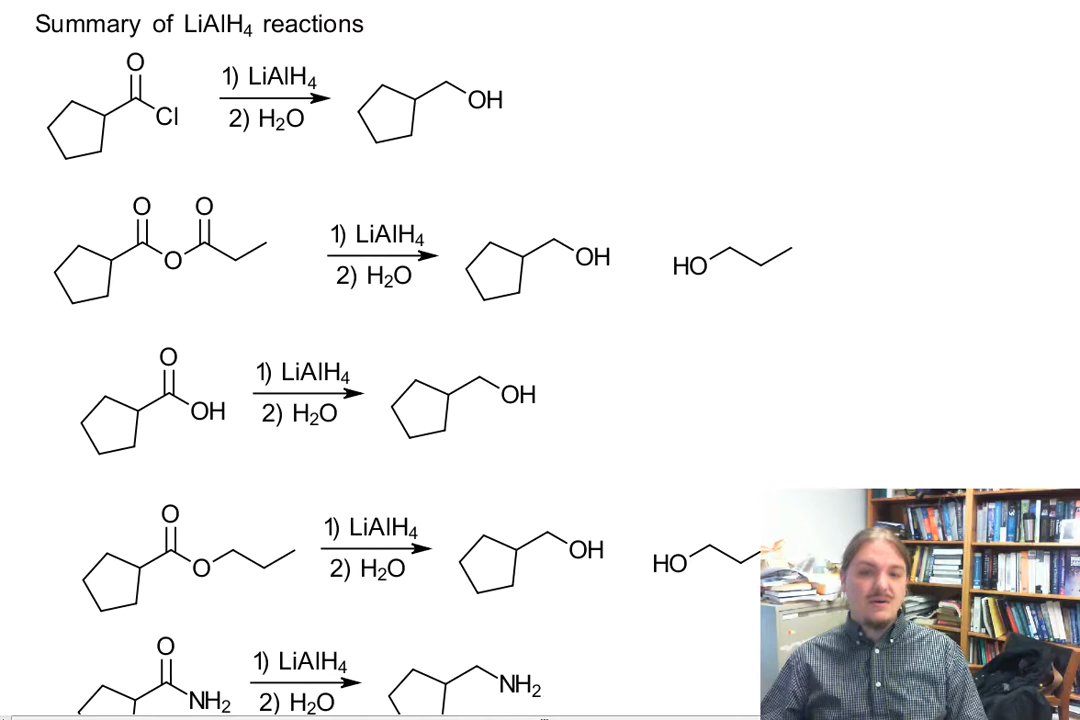 Summary of LiAlH4 reactions
O
1) LiAlH4
Cl
OH
2) H2O
O O
1) LiAlH4
O
OH
HO
2) H2O
O
1) LiAlH4
OH
OH
2) H2O
O
1) LiAlH4
O
OH
HO
2) H2O
O
1) LiAlH4
NH2
NH2
2) H2O